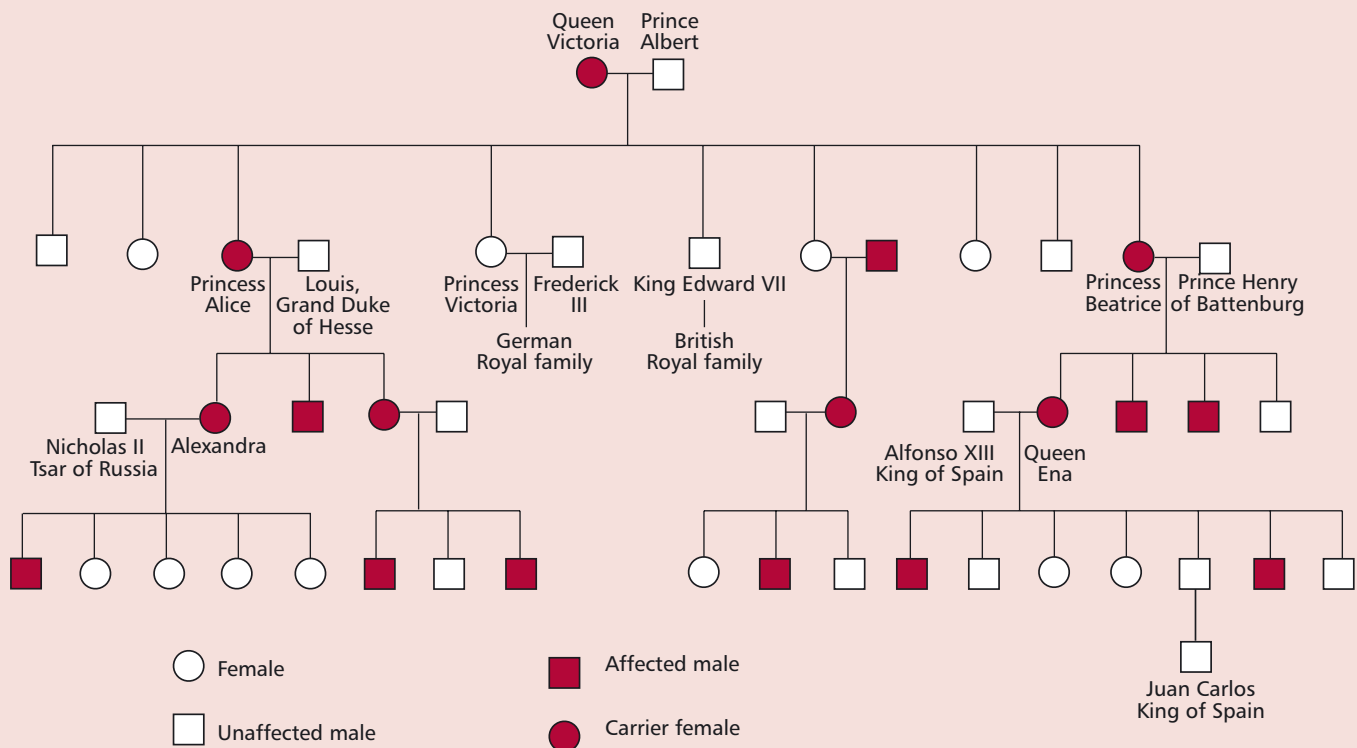 Queen
Victoria
Prince
Albert
Princess
Alice
Louis,
Grand Duke
of Hesse
Princess
Victoria
Frederick
III
German
Royal family
King Edward VII
British
Royal family
Princess
Beatrice
Prince Henry
of Battenburg
Nicholas II
Tsar of Russia
Alexandra
Alfonso XIII
King of Spain
Queen
Ena
Juan Carlos
King of Spain
Female
Unaffected male
Affected male
Carrier female